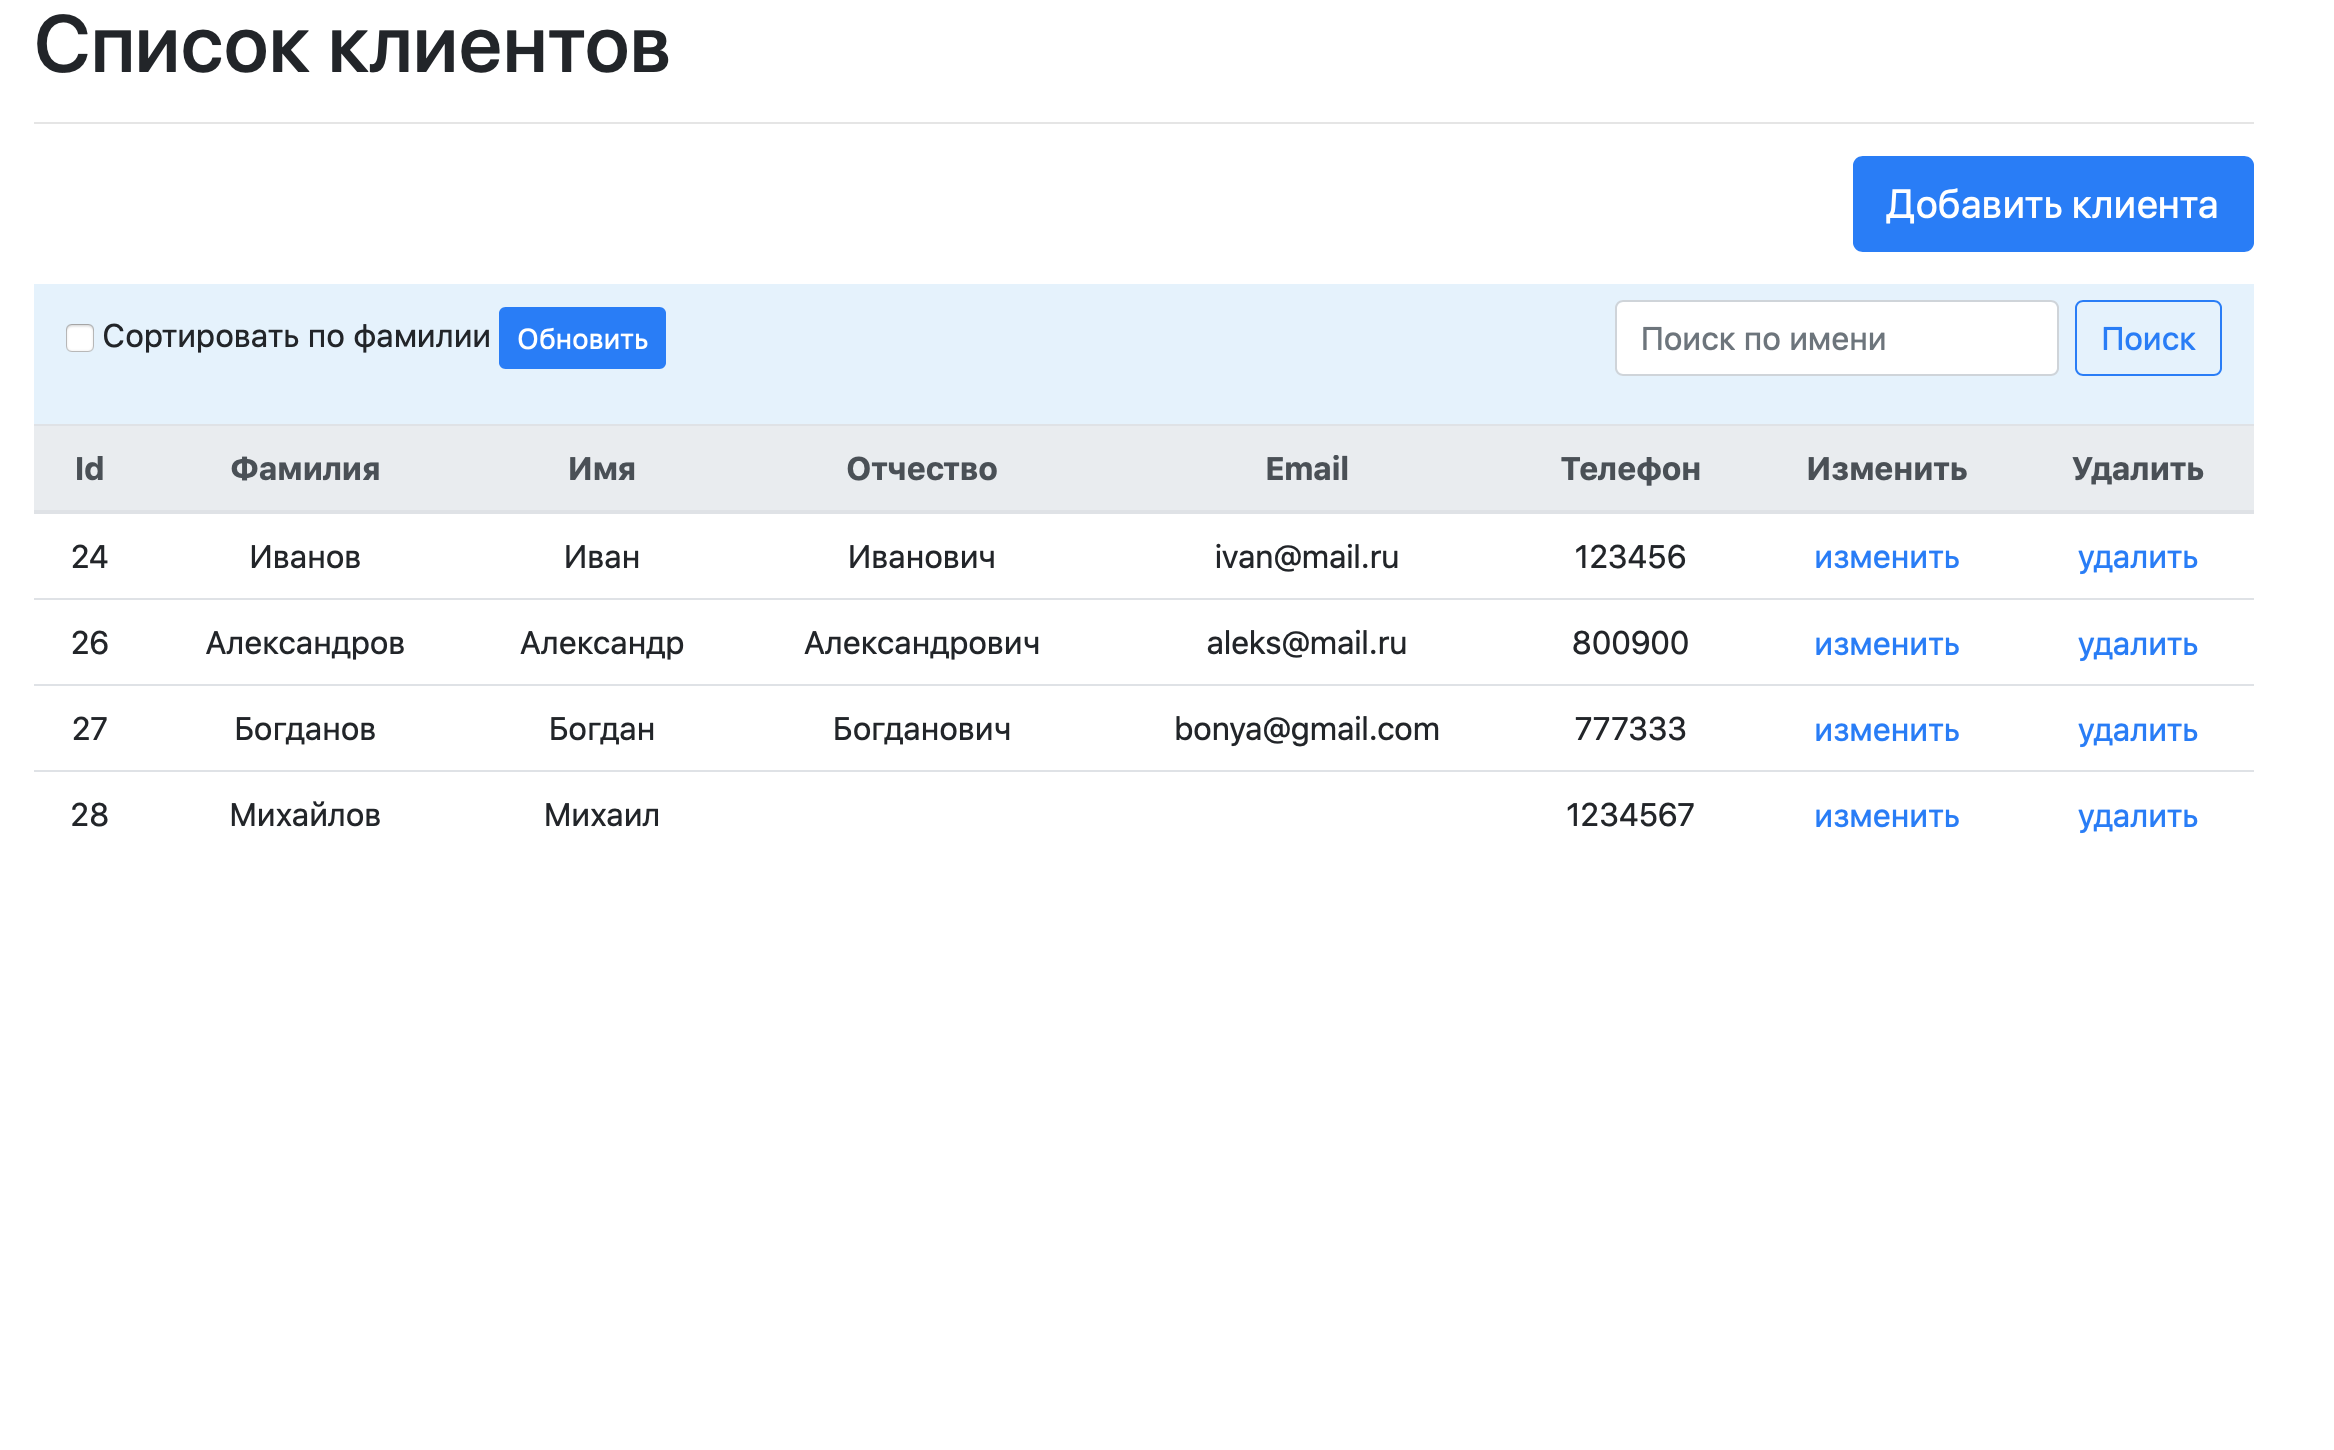 Список клиентов
Добавить клиента
Сортировать по фамилии Обновить Поиск по имени Поиск
Id Фамилия Имя Отчество Email Телефон Изменить Удалить
24 Иванов Иван Иванович ivan@mail.ru 123456 изменить удалить
26 Александров Александр Александрович aleks@mail.ru 800900 изменить удалить
27 Богданов Богдан Богданович bonya@gmail.com 777333 изменить удалить
28 Михайлов Михаил 1234567 изменить удалить